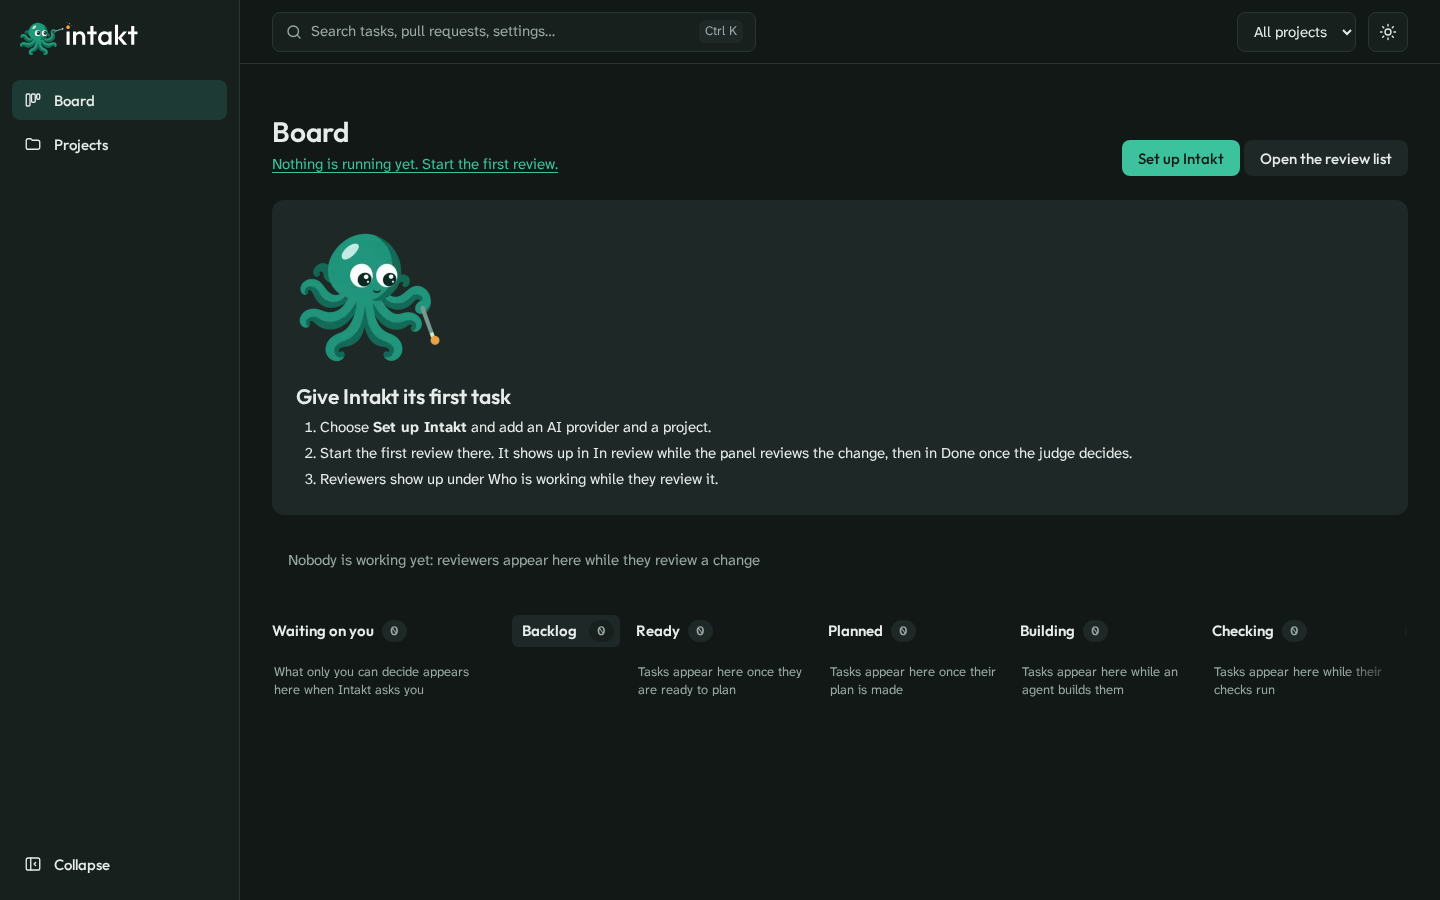 intakt
Search tasks, pull requests, settings...
Ctrl K
All projects
Board
Projects
Board
Nothing is running yet. Start the first review.
Set up Intakt
Open the review list
Give Intakt its first task
1. Choose Set up Intakt and add an AI provider and a project.
2. Start the first review there. It shows up in In review while the panel reviews the change, then in Done once the judge decides.
3. Reviewers show up under Who is working while they review it.
Nobody is working yet: reviewers appear here while they review a change
Waiting on you 0
Backlog 0
Ready 0
Planned 0
Building 0
Checking 0
What only you can decide appears
here when Intakt asks you
Tasks appear here once they
are ready to plan
Tasks appear here once their
plan is made
Tasks appear here while an
agent builds them
Tasks appear here while their
checks run
Collapse